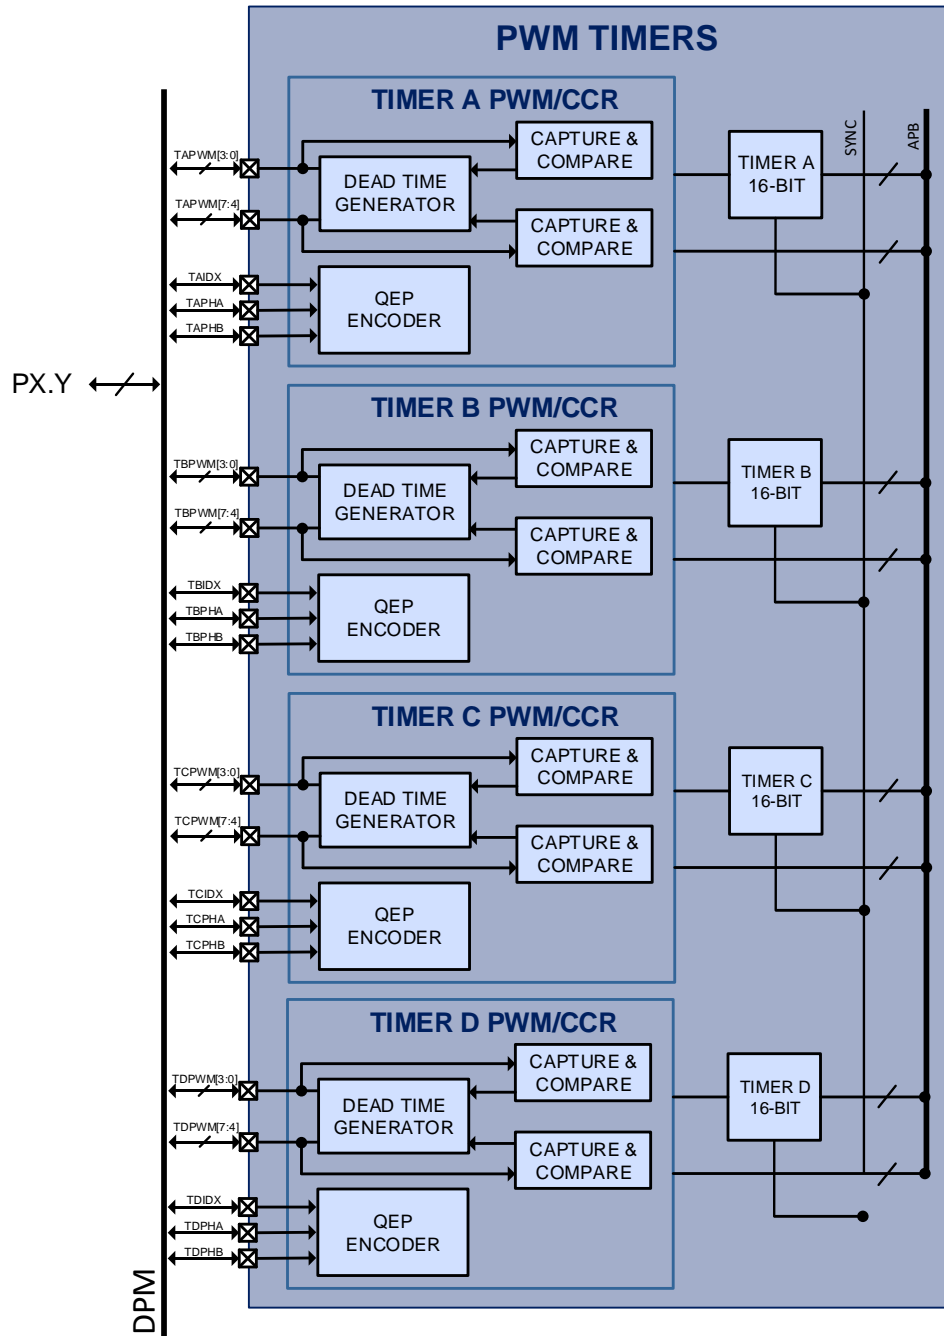 PWM TIMERS
TIMER A PWM/CCR
CAPTURE &
COMPARE
DEAD TIME
GENERATOR
CAPTURE &
COMPARE
QEP
ENCODER
TAPWM[3:0]
TAPWM[7:4]
TAIDX
TAPHA
TAPHB
TIMER A
16-BIT
SYNC
APB
PX.Y
TIMER B PWM/CCR
CAPTURE &
COMPARE
DEAD TIME
GENERATOR
CAPTURE &
COMPARE
QEP
ENCODER
TBPWM[3:0]
TBPWM[7:4]
TBIDX
TBPHA
TBPHB
TIMER B
16-BIT
TIMER C PWM/CCR
CAPTURE &
COMPARE
DEAD TIME
GENERATOR
CAPTURE &
COMPARE
QEP
ENCODER
TCPWM[3:0]
TCPWM[7:4]
TCIDX
TCPHA
TCPHB
TIMER C
16-BIT
TIMER D PWM/CCR
CAPTURE &
COMPARE
DEAD TIME
GENERATOR
CAPTURE &
COMPARE
QEP
ENCODER
TDPWM[3:0]
TDPWM[7:4]
TDIDX
TDPHA
TDPHB
TIMER D
16-BIT
DPM